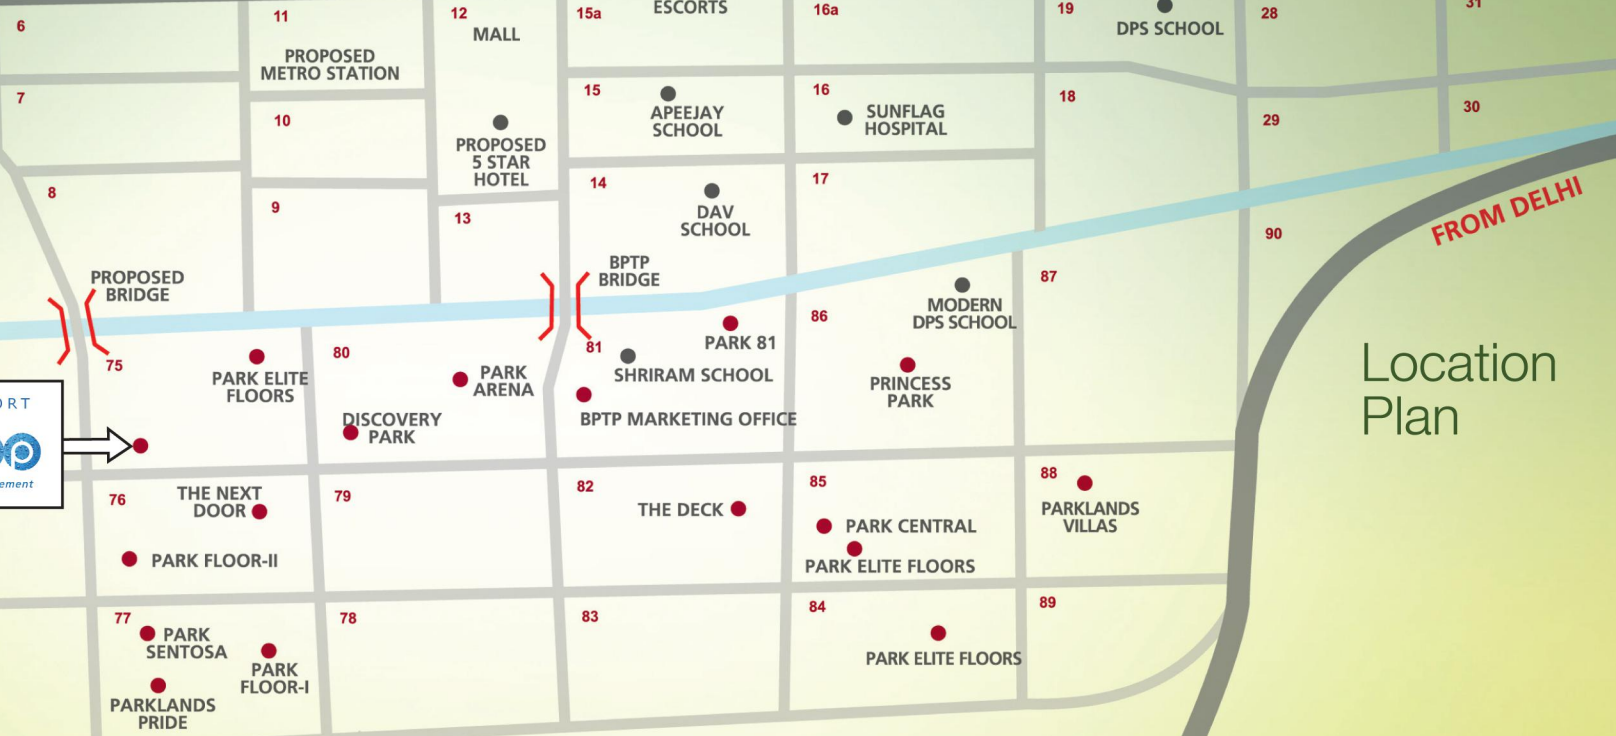 6
11
PROPOSED
METRO STATION
12
MALL
15a
ESCORTS
16a
19
DPS SCHOOL
28
31
7
10
PROPOSED
5 STAR
HOTEL
15
APEEJAY
SCHOOL
16
SUNFLAG
HOSPITAL
18
29
30
8
9
13
14
DAV
SCHOOL
17
90
FROM DELHI
PROPOSED
BRIDGE
BPTP
BRIDGE
87
MODERN
DPS SCHOOL
86
75
PARK ELITE
FLOORS
80
PARK
ARENA
DISCOVERY
PARK
81
PARK 81
SHRIRAM SCHOOL
BPTP MARKETING OFFICE
PRINCESS
PARK
Location
Plan
ORT
ement
76
THE NEXT
DOOR
PARK FLOOR-II
79
82
THE DECK
85
PARK CENTRAL
PARK ELITE FLOORS
88
PARKLANDS
VILLAS
77
PARK
SENTOSA
PARK
FLOOR-I
PARKLANDS
PRIDE
78
83
84
PARK ELITE FLOORS
89